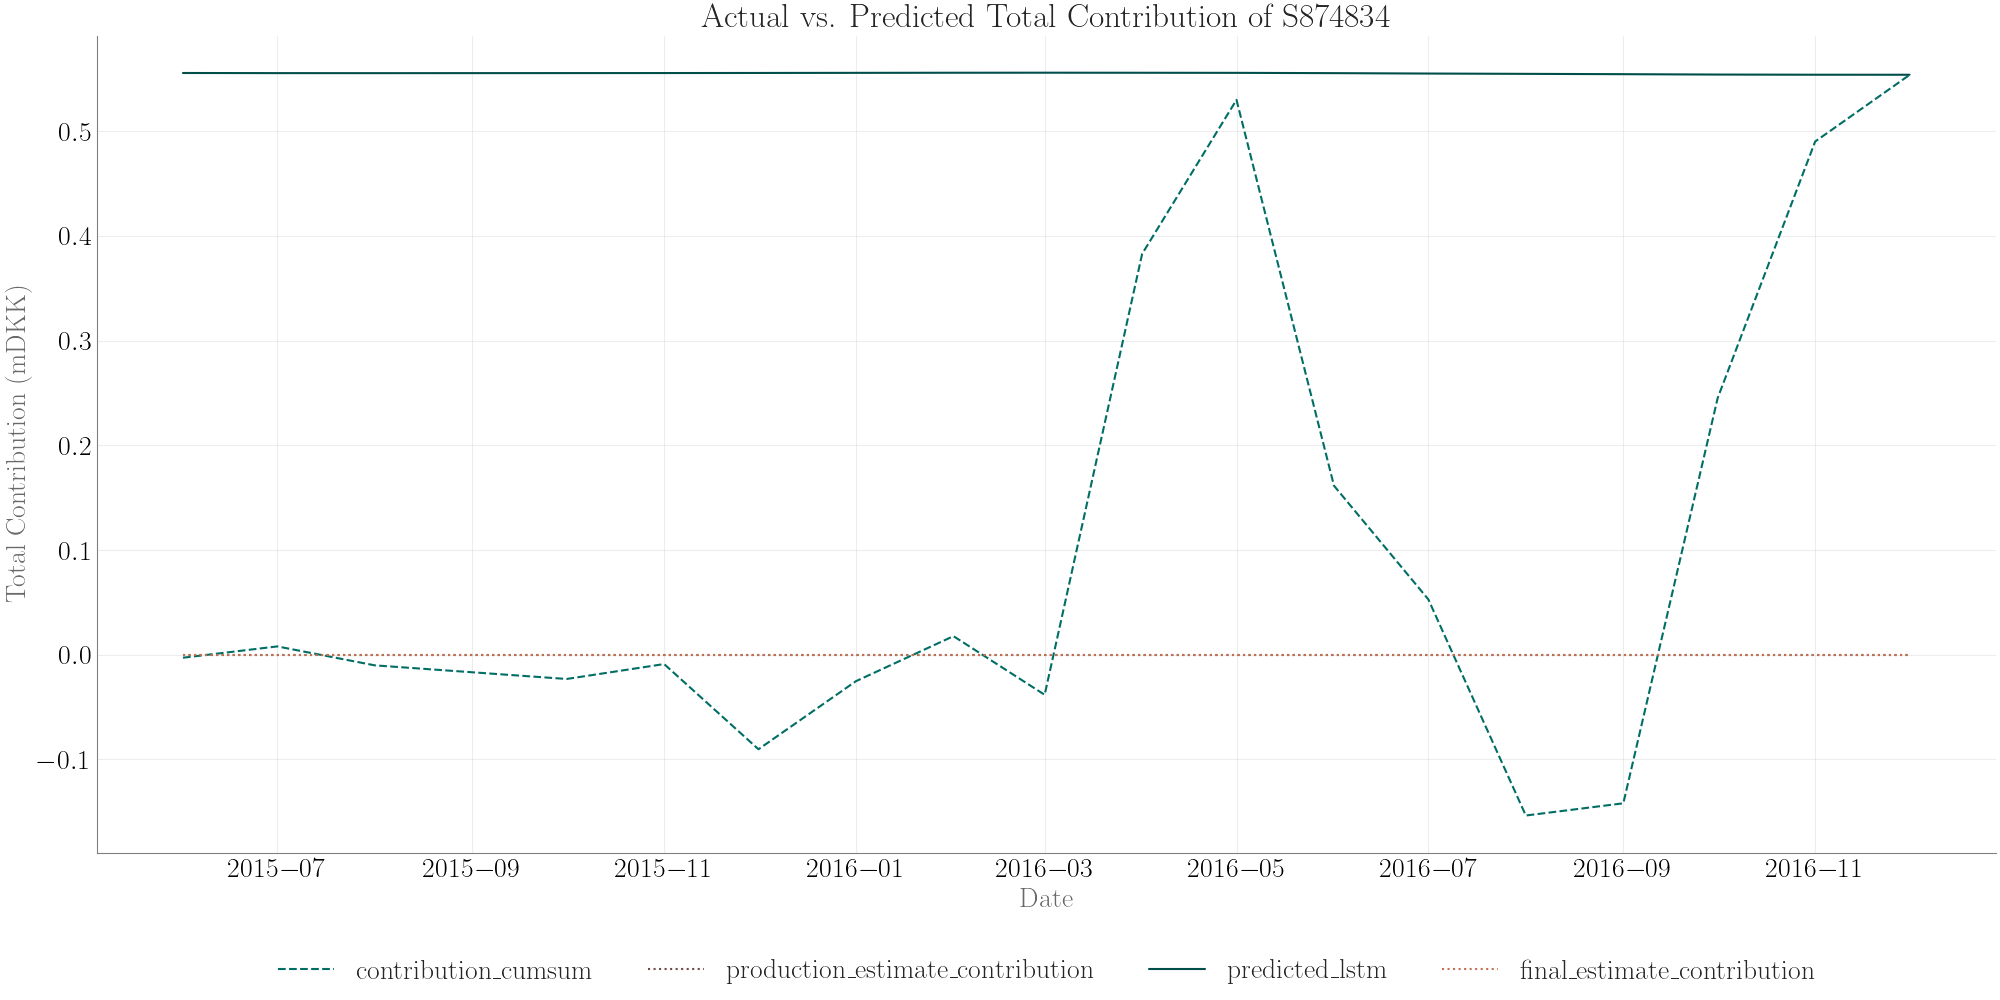 Actual vs. Predicted Total Contribution of S874834
Total Contribution (mDKK)
0.5
0.4
0.3
0.2
0.1
0.0
−0.1
2015−07 2015−09 2015−11 2016−01 2016−03 2016−05 2016−07 2016−09 2016−11
Date
contribution_cumsum production_estimate_contribution predicted_lstm final_estimate_contribution